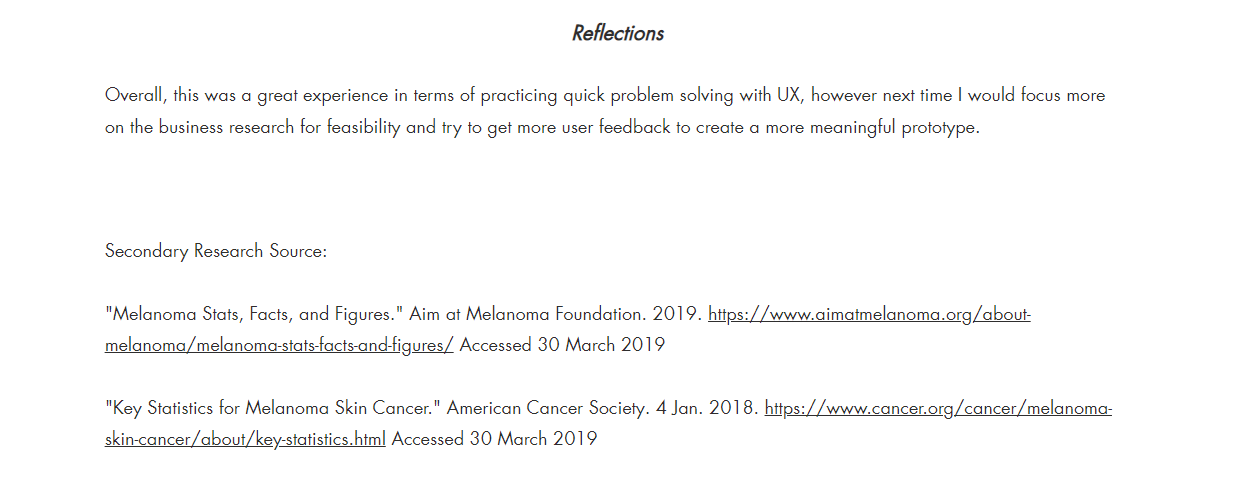 Reflections
Overall, this was a great experience in terms of practicing quick problem solving with UX, however next time I would focus more
on the business research for feasibility and try to get more user feedback to create a more meaningful prototype.
Secondary Research Source:
"Melanoma Stats, Facts, and Figures." Aim at Melanoma Foundation. 2019. https://www.aimatmelanoma.org/about-
melanoma/melanoma-stats-facts-and-figures/ Accessed 30 March 2019
"Key Statistics for Melanoma Skin Cancer." American Cancer Society. 4 Jan. 2018. https://www.cancer.org/cancer/melanoma-
skin-cancer/about/key-statistics.html Accessed 30 March 2019